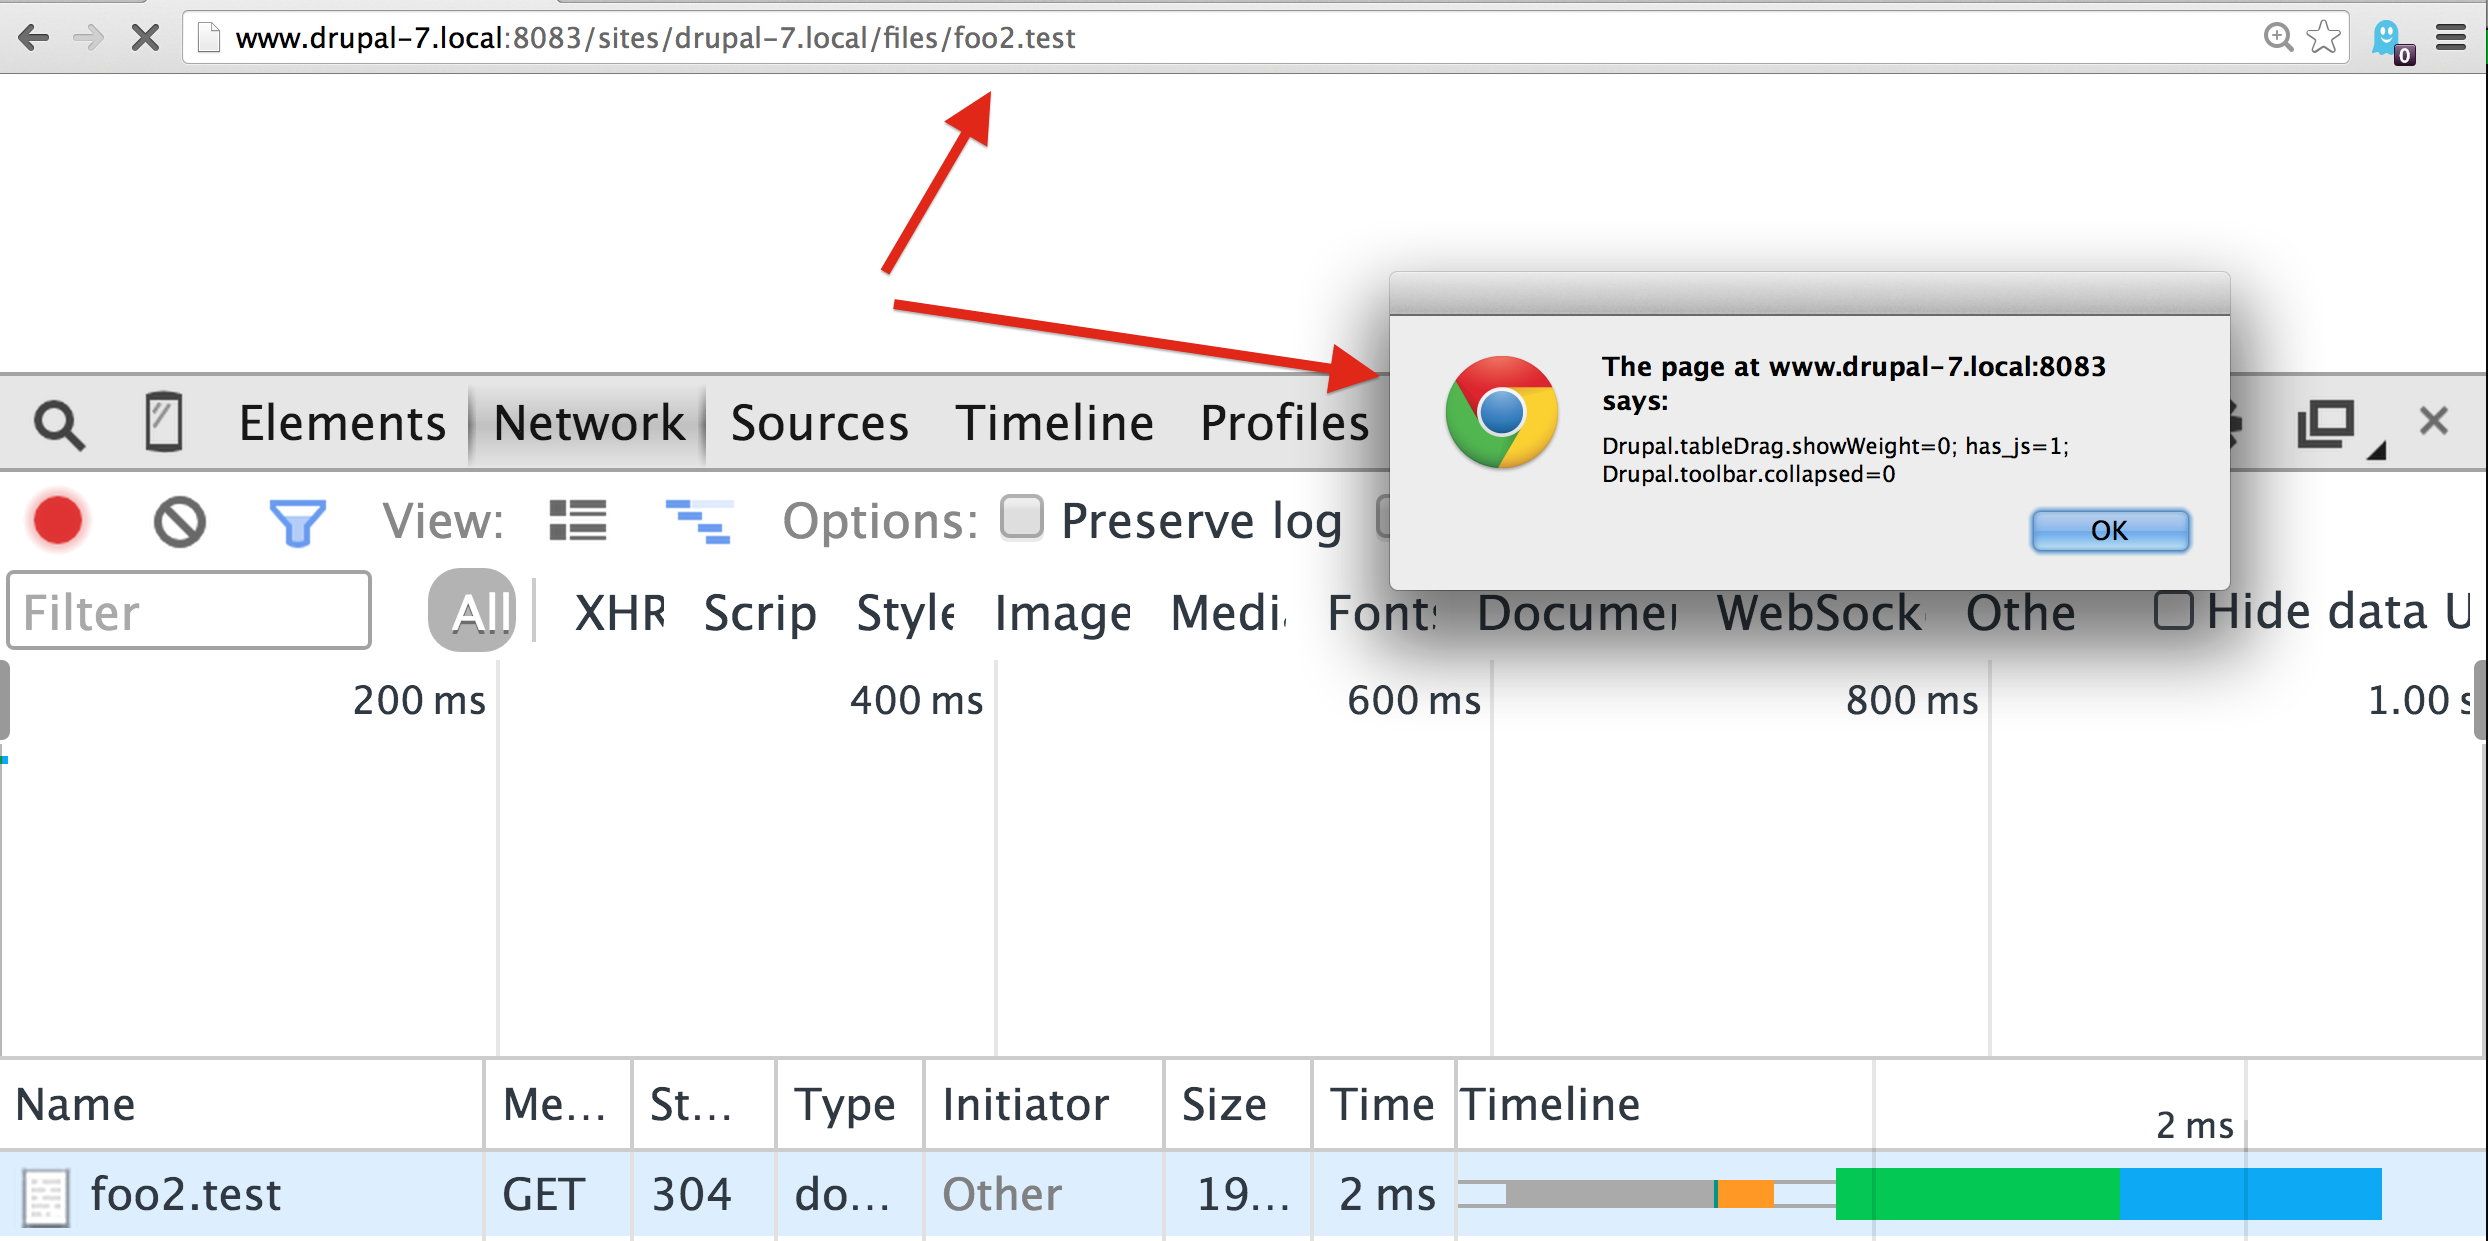 www.drupal-7.local:8083/sites/drupal-7.local/files/foo2.test
0
The page at www.drupal-7.local:8083
says:
Drupal.tableDrag.showWeight=0; has_js=1;
Drupal.toolbar.collapsed=0
OK
Elements Network Sources Timeline Profiles
View: Options: Preserve log
Filter All XHR Scrip Style Image Medi Fonts Documen WebSock Othe Hide data U
200 ms 400 ms 600 ms 800 ms 1.00 s
Name Me... St... Type Initiator Size Time Timeline 2 ms
foo2.test GET 304 do... Other 19... 2 ms